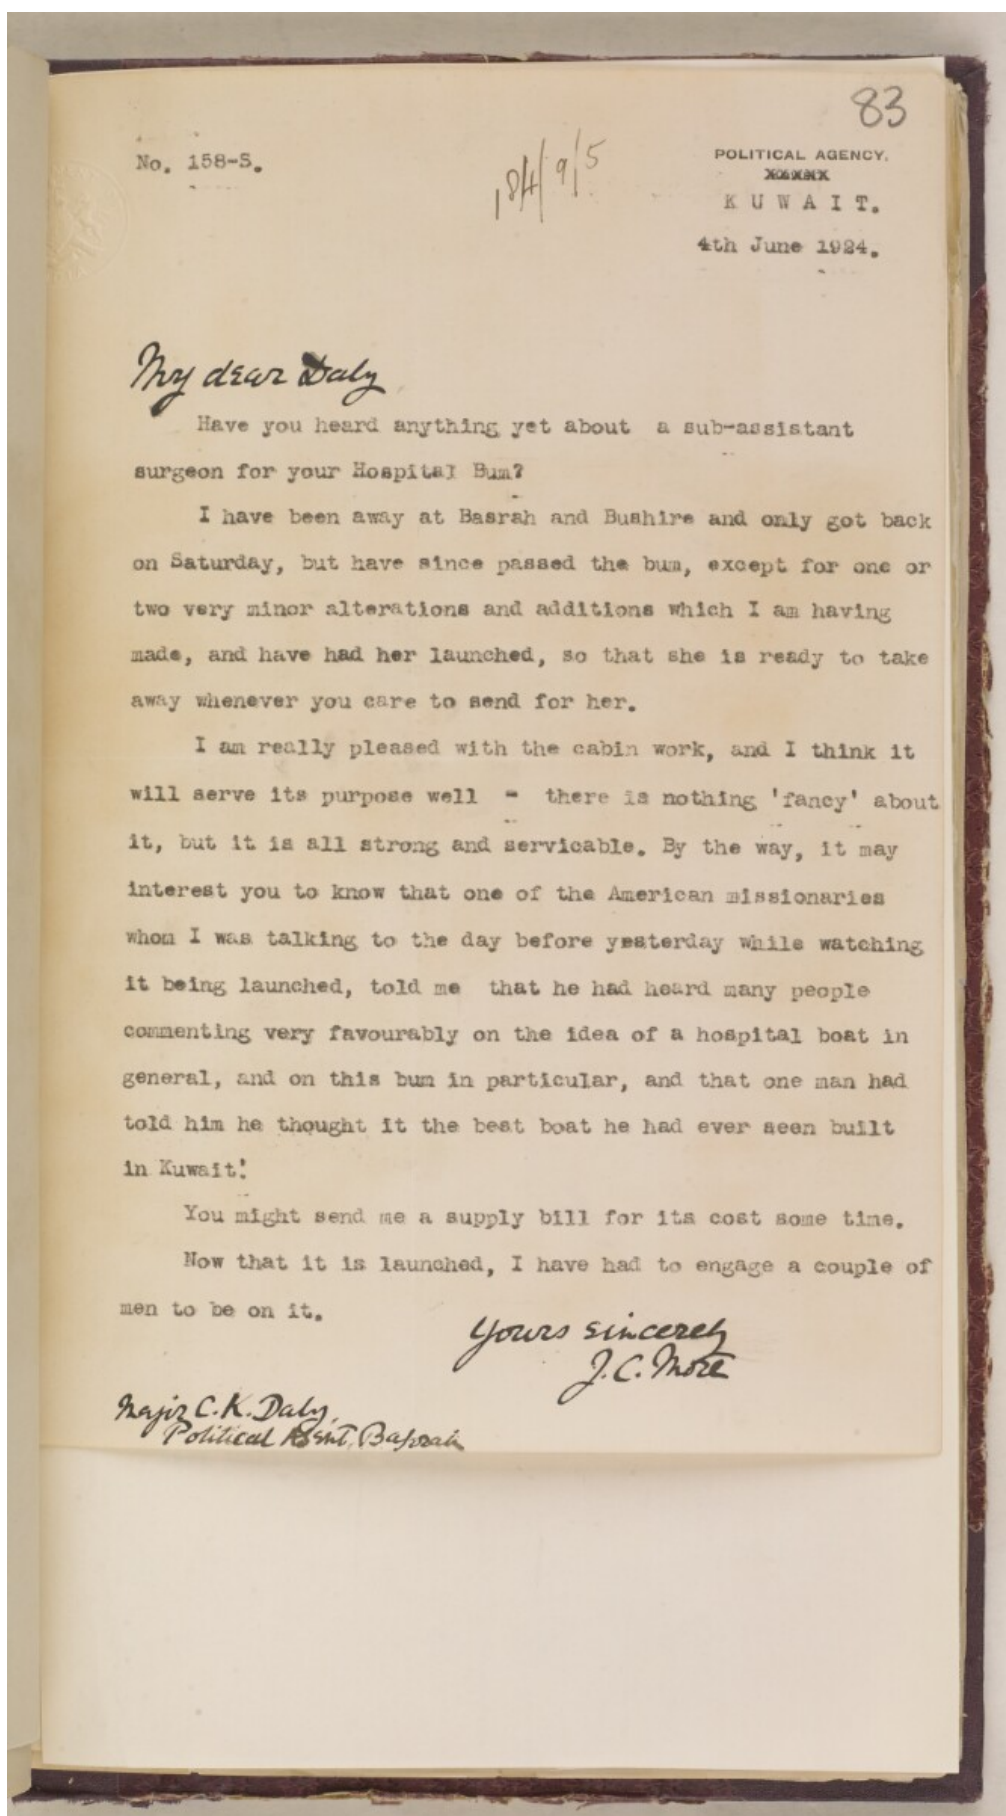 83
No. 158-S.
184/9/5
POLITICAL AGENCY,
KUWAIT.
4th June 1924.
My dear Daly
Have you heard anything yet about a sub-assistant
surgeon for your Hospital Bum?
I have been away at Basrah and Bushire and only got back
on Saturday, but have since passed the bum, except for one or
two very minor alterations and additions which I am having
made, and have had her launched, so that she is ready to take
away whenever you care to send for her.
I am really pleased with the cabin work, and I think it
will serve its purpose well - there is nothing 'fancy' about
it, but it is all strong and servicable. By the way, it may
interest you to know that one of the American missionaries
whom I was talking to the day before yesterday while watching
it being launched, told me that he had heard many people
commenting very favourably on the idea of a hospital boat in
general, and on this bum in particular, and that one man had
told him he thought it the best boat he had ever seen built
in Kuwait!
You might send me a supply bill for its cost some time.
Now that it is launched, I have had to engage a couple of
men to be on it.
Yours sincerely
J.C. More
Major C.K. Daly,
Political Agent, Bahrain